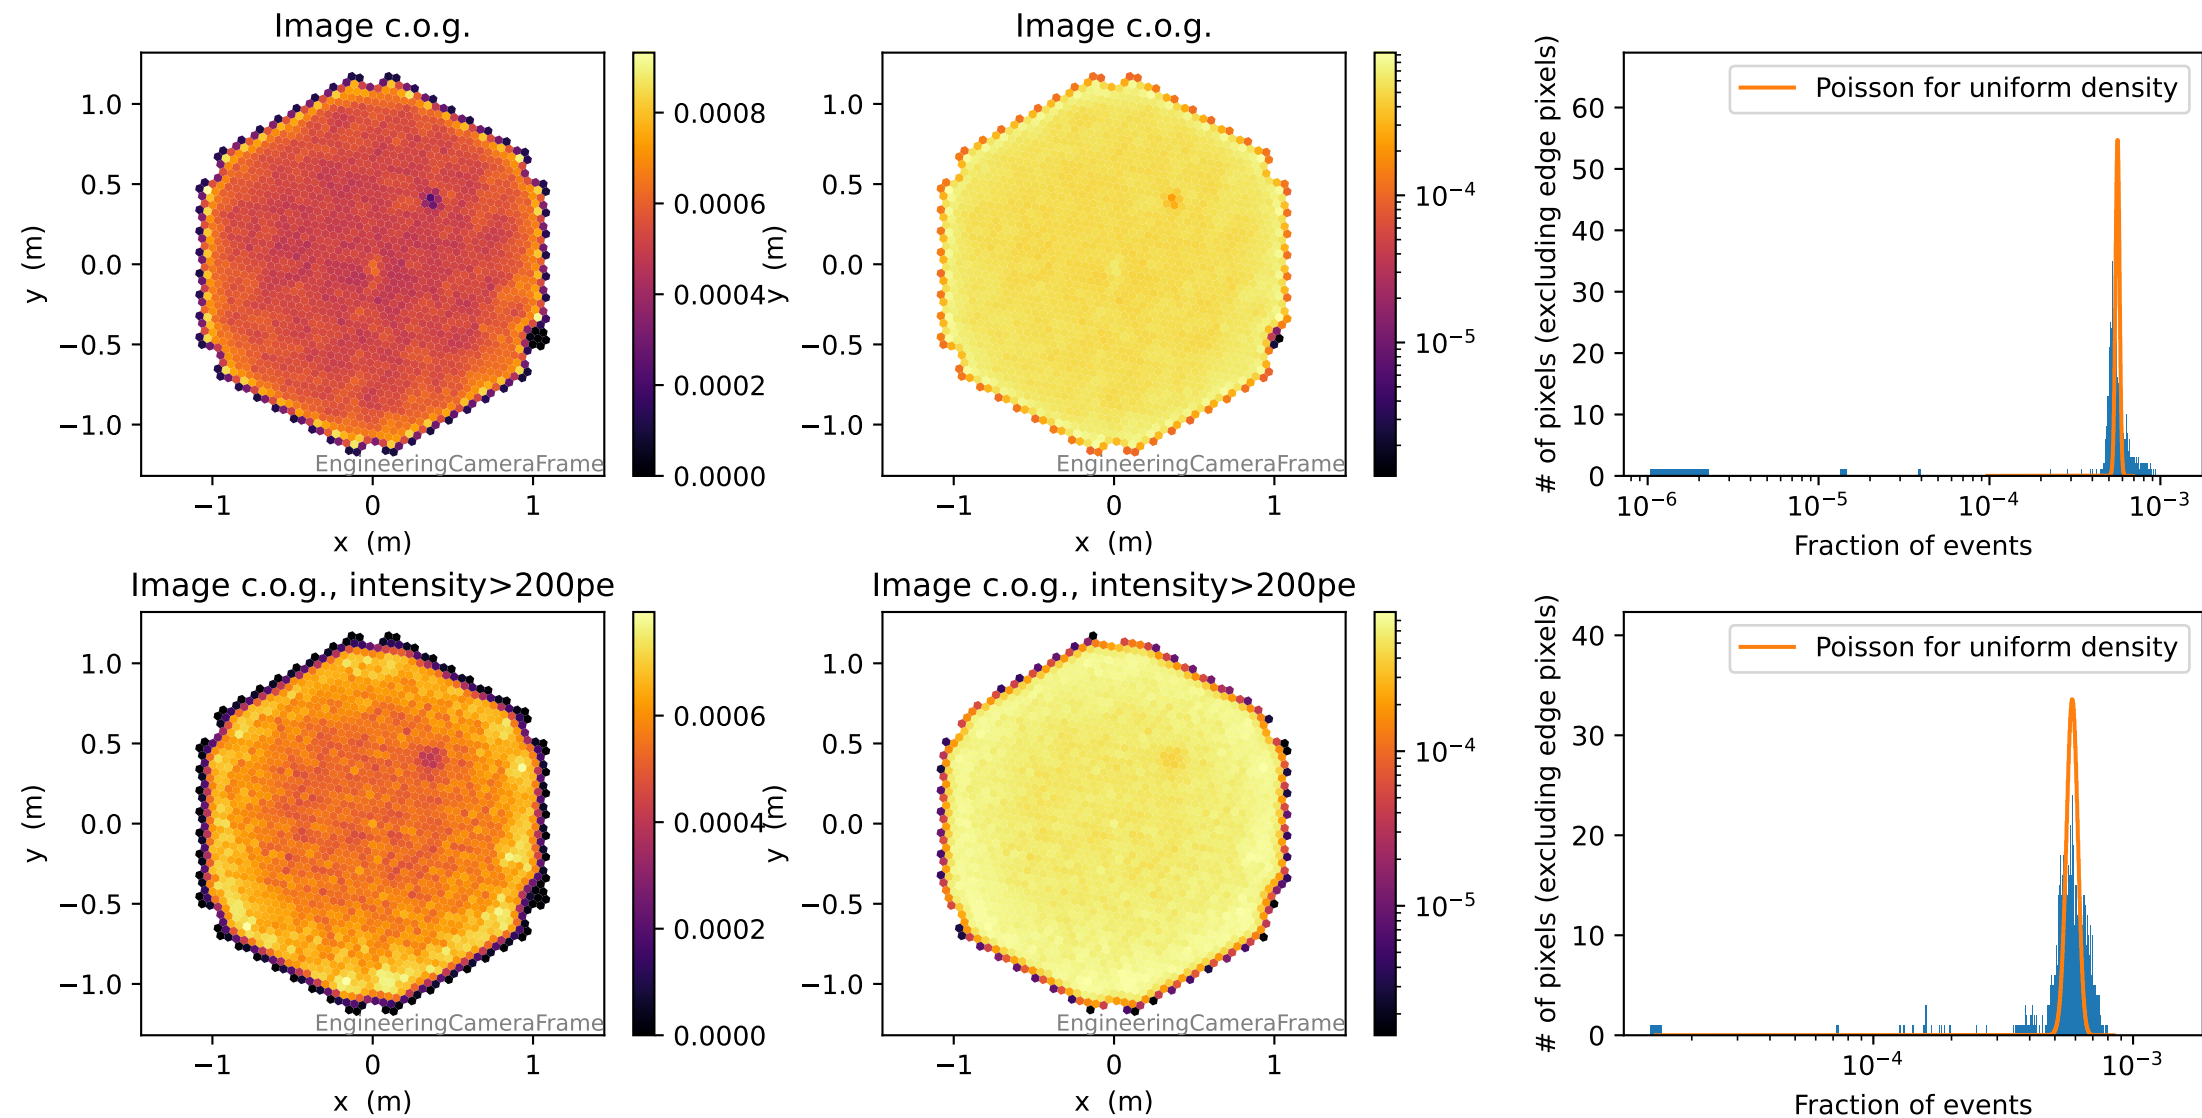 Image c.o.g.
1.0
0.5
0.0
−0.5
−1.0
y (m)
−1
0
1
x (m)
EngineeringCameraFrame
0.0008
0.0006
0.0004
0.0002
0.0000
Image c.o.g.
1.0
0.5
0.0
−0.5
−1.0
y (m)
−1
0
1
x (m)
EngineeringCameraFrame
10⁻⁴
10⁻⁵
Poisson for uniform density
60
50
40
30
20
10
0
# of pixels (excluding edge pixels)
10⁻⁶
10⁻⁵
10⁻⁴
10⁻³
Fraction of events
Image c.o.g., intensity>200pe
1.0
0.5
0.0
−0.5
−1.0
y (m)
−1
0
1
x (m)
EngineeringCameraFrame
0.0006
0.0004
0.0002
0.0000
Image c.o.g., intensity>200pe
1.0
0.5
0.0
−0.5
−1.0
y (m)
−1
0
1
x (m)
EngineeringCameraFrame
10⁻⁴
10⁻⁵
Poisson for uniform density
40
30
20
10
0
# of pixels (excluding edge pixels)
10⁻⁴
10⁻³
Fraction of events